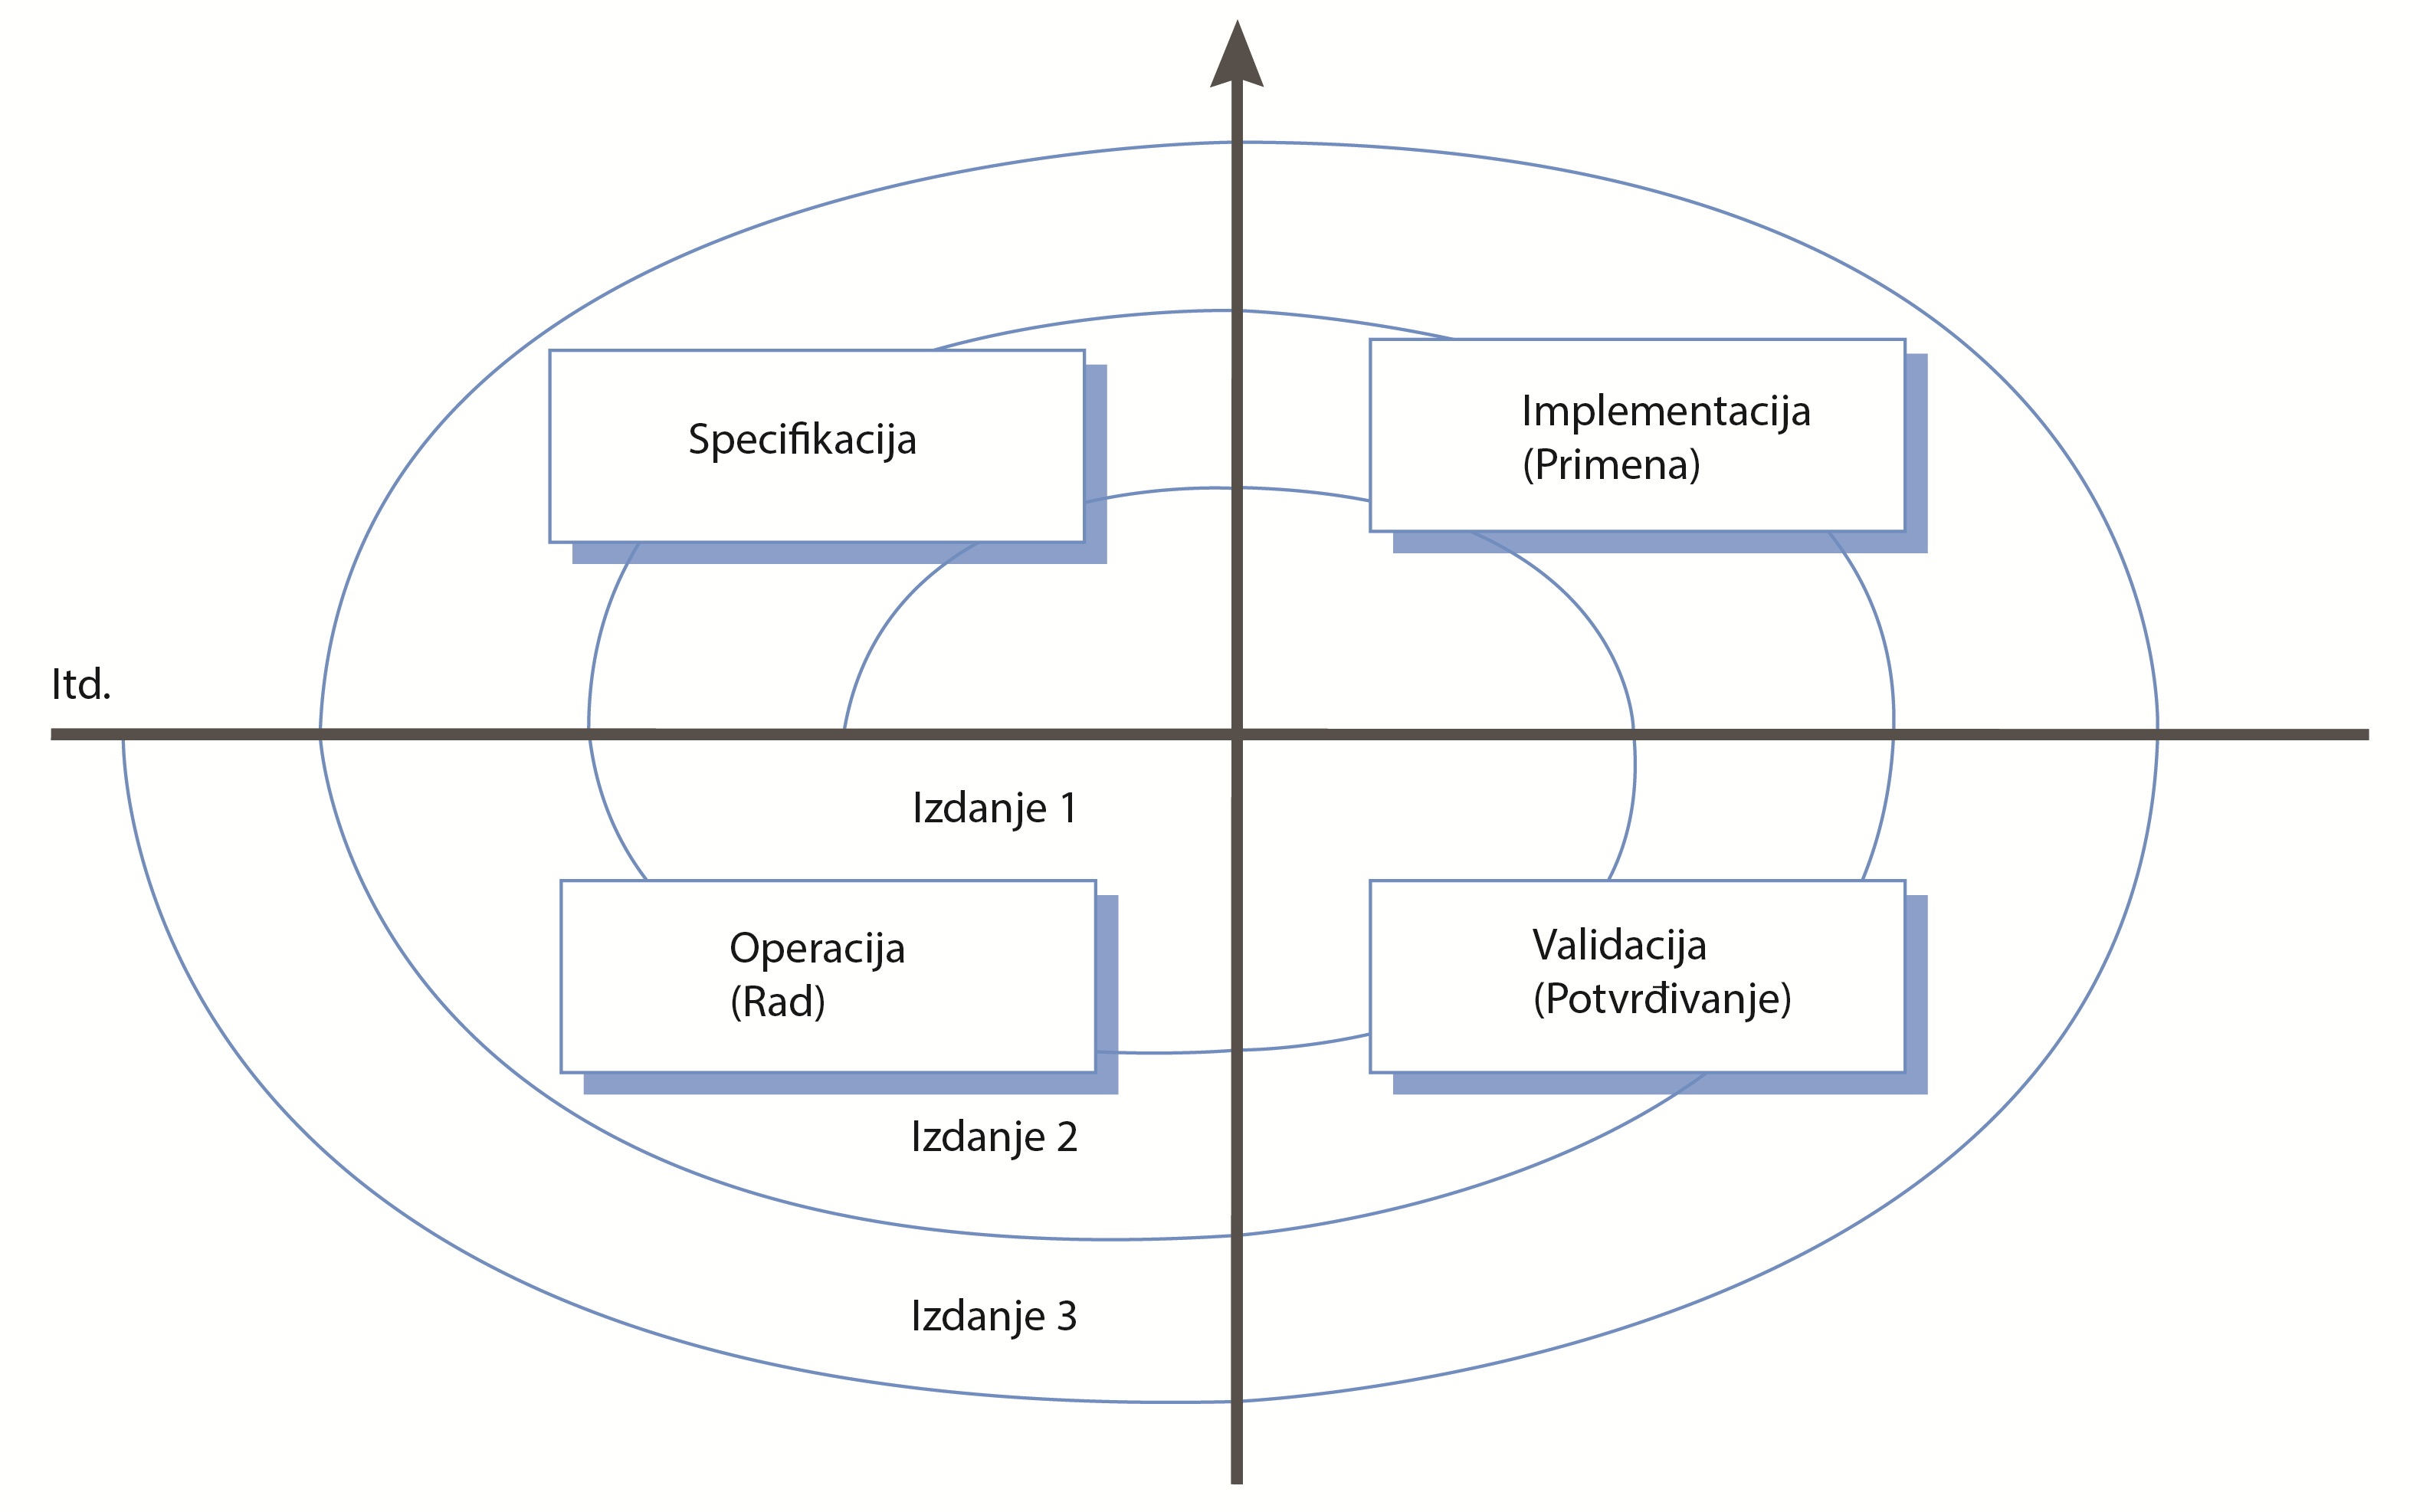 Specifikacija
Implementacija
(Primena)
Itd.
Izdanje 1
Operacija
(Rad)
Validacija
(Potvrđivanje)
Izdanje 2
Izdanje 3